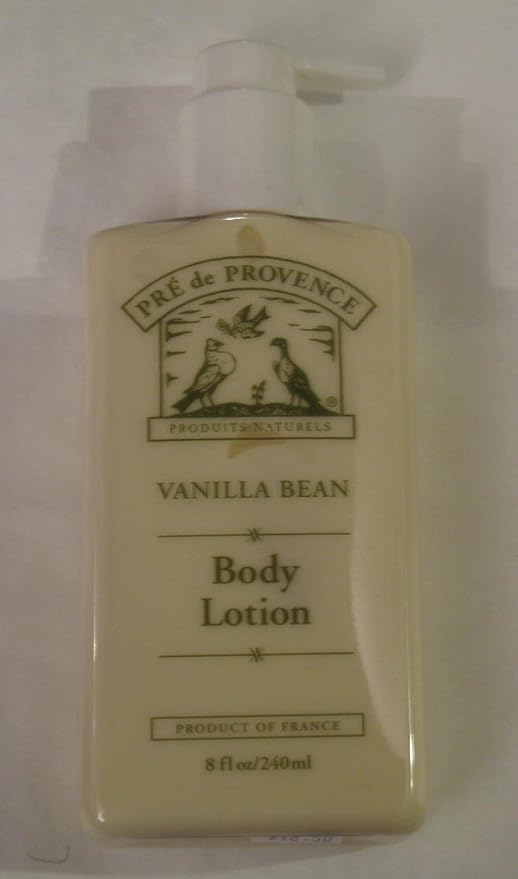 PRÉ de PROVENCE
®
PRODUITS NATURELS
VANILLA BEAN
Body
Lotion
PRODUCT OF FRANCE
8 fl oz/240ml